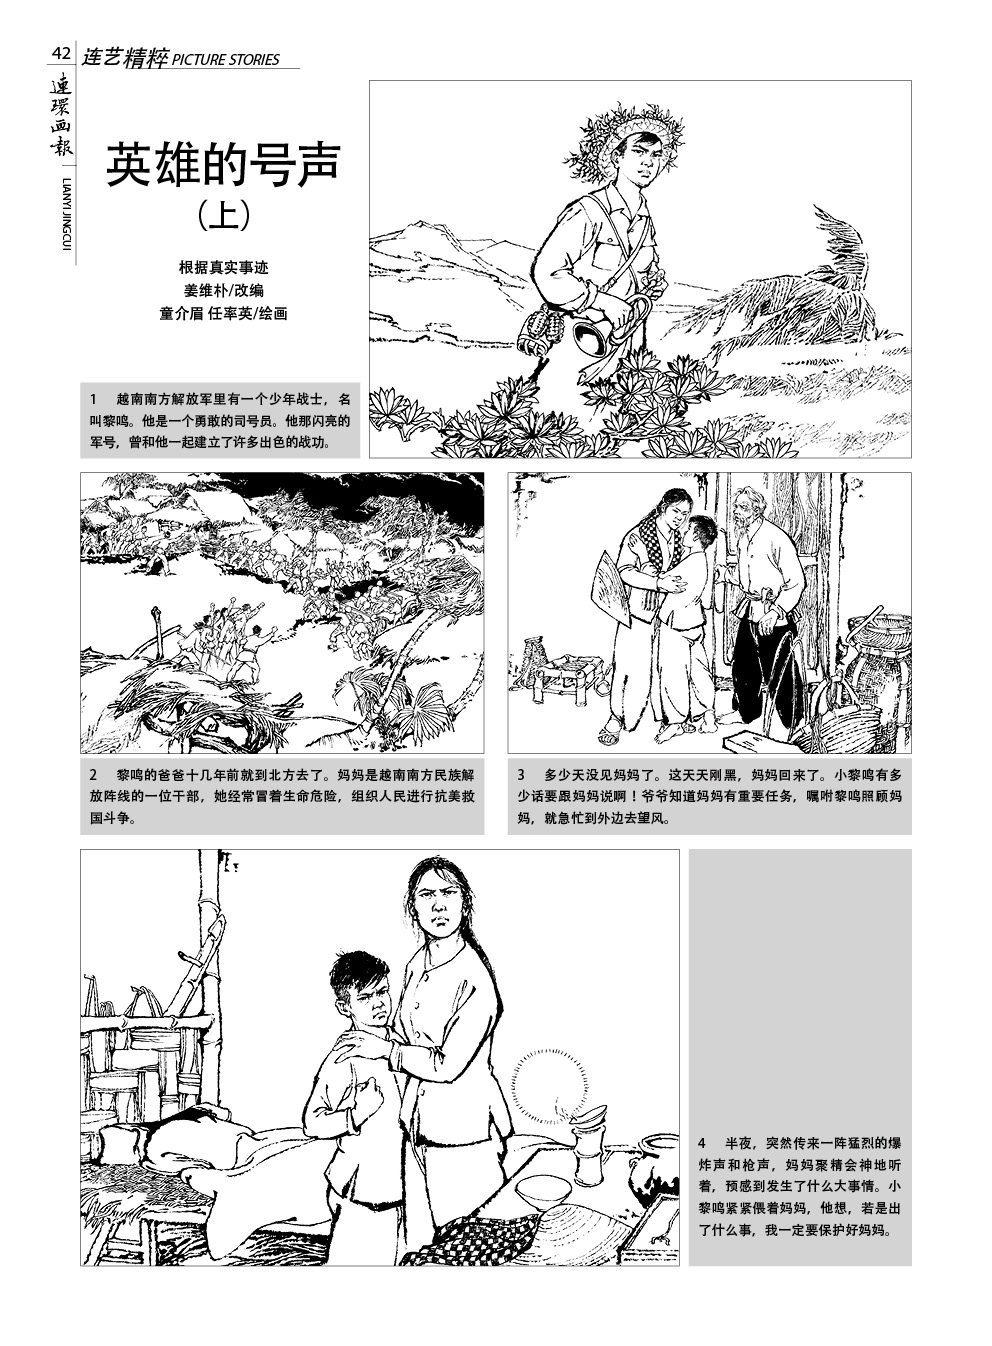 42
连艺精粹 PICTURE STORIES
連環画報
LIANYI JINGCUI
英雄的号声
（上）
根据真实事迹
姜维朴/改编
童介眉 任率英/绘画
1　越南南方解放军里有一个少年战士，名
叫黎鸣。他是一个勇敢的司号员。他那闪亮的
军号，曾和他一起建立了许多出色的战功。
2　黎鸣的爸爸十几年前就到北方去了。妈妈是越南南方民族解
放阵线的一位干部，她经常冒着生命危险，组织人民进行抗美救
国斗争。
3　多少天没见妈妈了。这天天刚黑，妈妈回来了。小黎鸣有多
少话要跟妈妈说啊！爷爷知道妈妈有重要任务，嘱咐黎鸣照顾妈
妈，就急忙到外边去望风。
4　半夜，突然传来一阵猛烈的爆
炸声和枪声，妈妈聚精会神地听
着，预感到发生了什么大事情。小
黎鸣紧紧偎着妈妈，他想，若是出
了什么事，我一定要保护好妈妈。